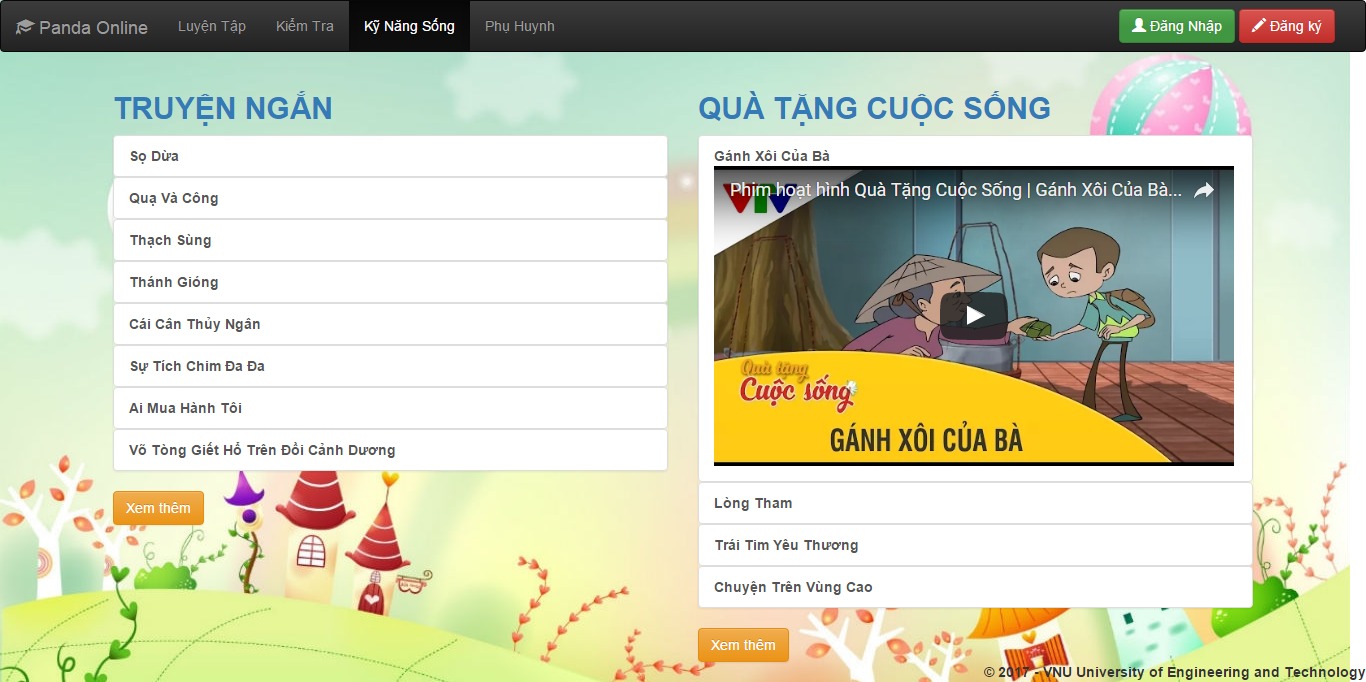 Panda Online
Luyện Tập
Kiểm Tra
Kỹ Năng Sống
Phụ Huynh
Đăng Nhập
Đăng ký
TRUYỆN NGẮN
Sọ Dừa
Quạ Và Công
Thạch Sùng
Thánh Gióng
Cái Cân Thủy Ngân
Sự Tích Chim Đa Đa
Ai Mua Hành Tôi
Võ Tòng Giết Hổ Trên Đồi Cảnh Dương
Xem thêm
QUÀ TẶNG CUỘC SỐNG
Gánh Xôi Của Bà
Phim hoạt hình Quà Tặng Cuộc Sống | Gánh Xôi Của Bà...
VTV
Quà tặng
Cuộc sống
GÁNH XÔI CỦA BÀ
Lòng Tham
Trái Tim Yêu Thương
Chuyện Trên Vùng Cao
Xem thêm
© 2017 - VNU University of Engineering and Technology